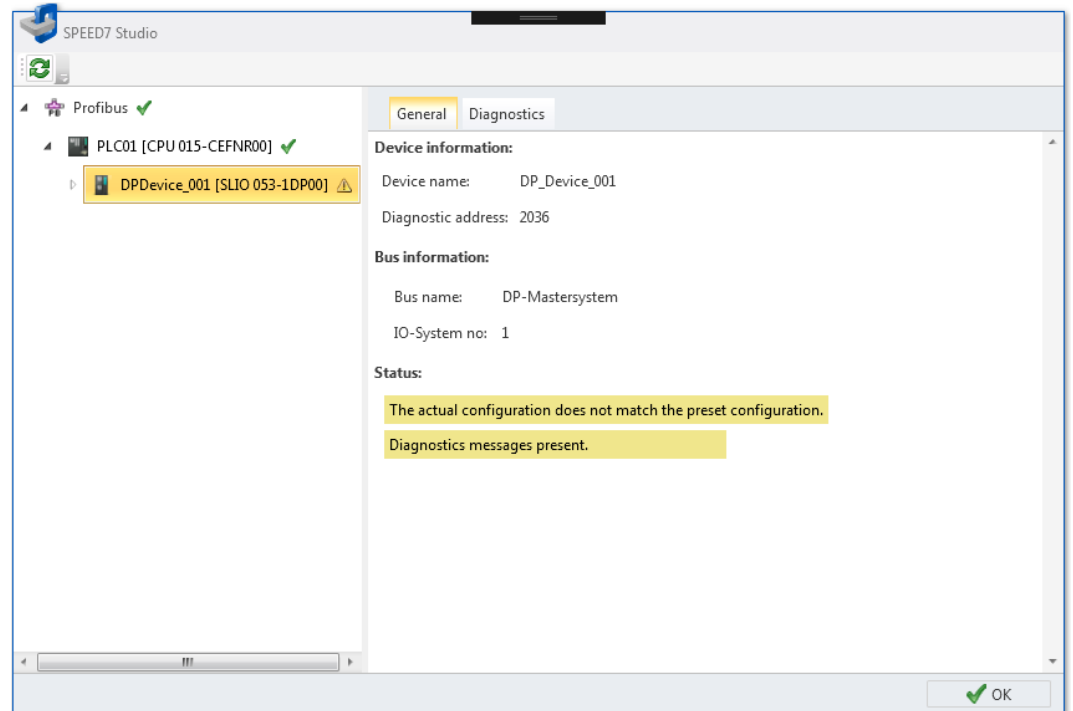 SPEED7 Studio
Profibus
PLC01 [CPU 015-CEFNR00]
DPDevice_001 [SLIO 053-1DP00]
General Diagnostics
Device information:
Device name: DP_Device_001
Diagnostic address: 2036
Bus information:
Bus name: DP-Mastersystem
IO-System no: 1
Status:
The actual configuration does not match the preset configuration.
Diagnostics messages present.
OK